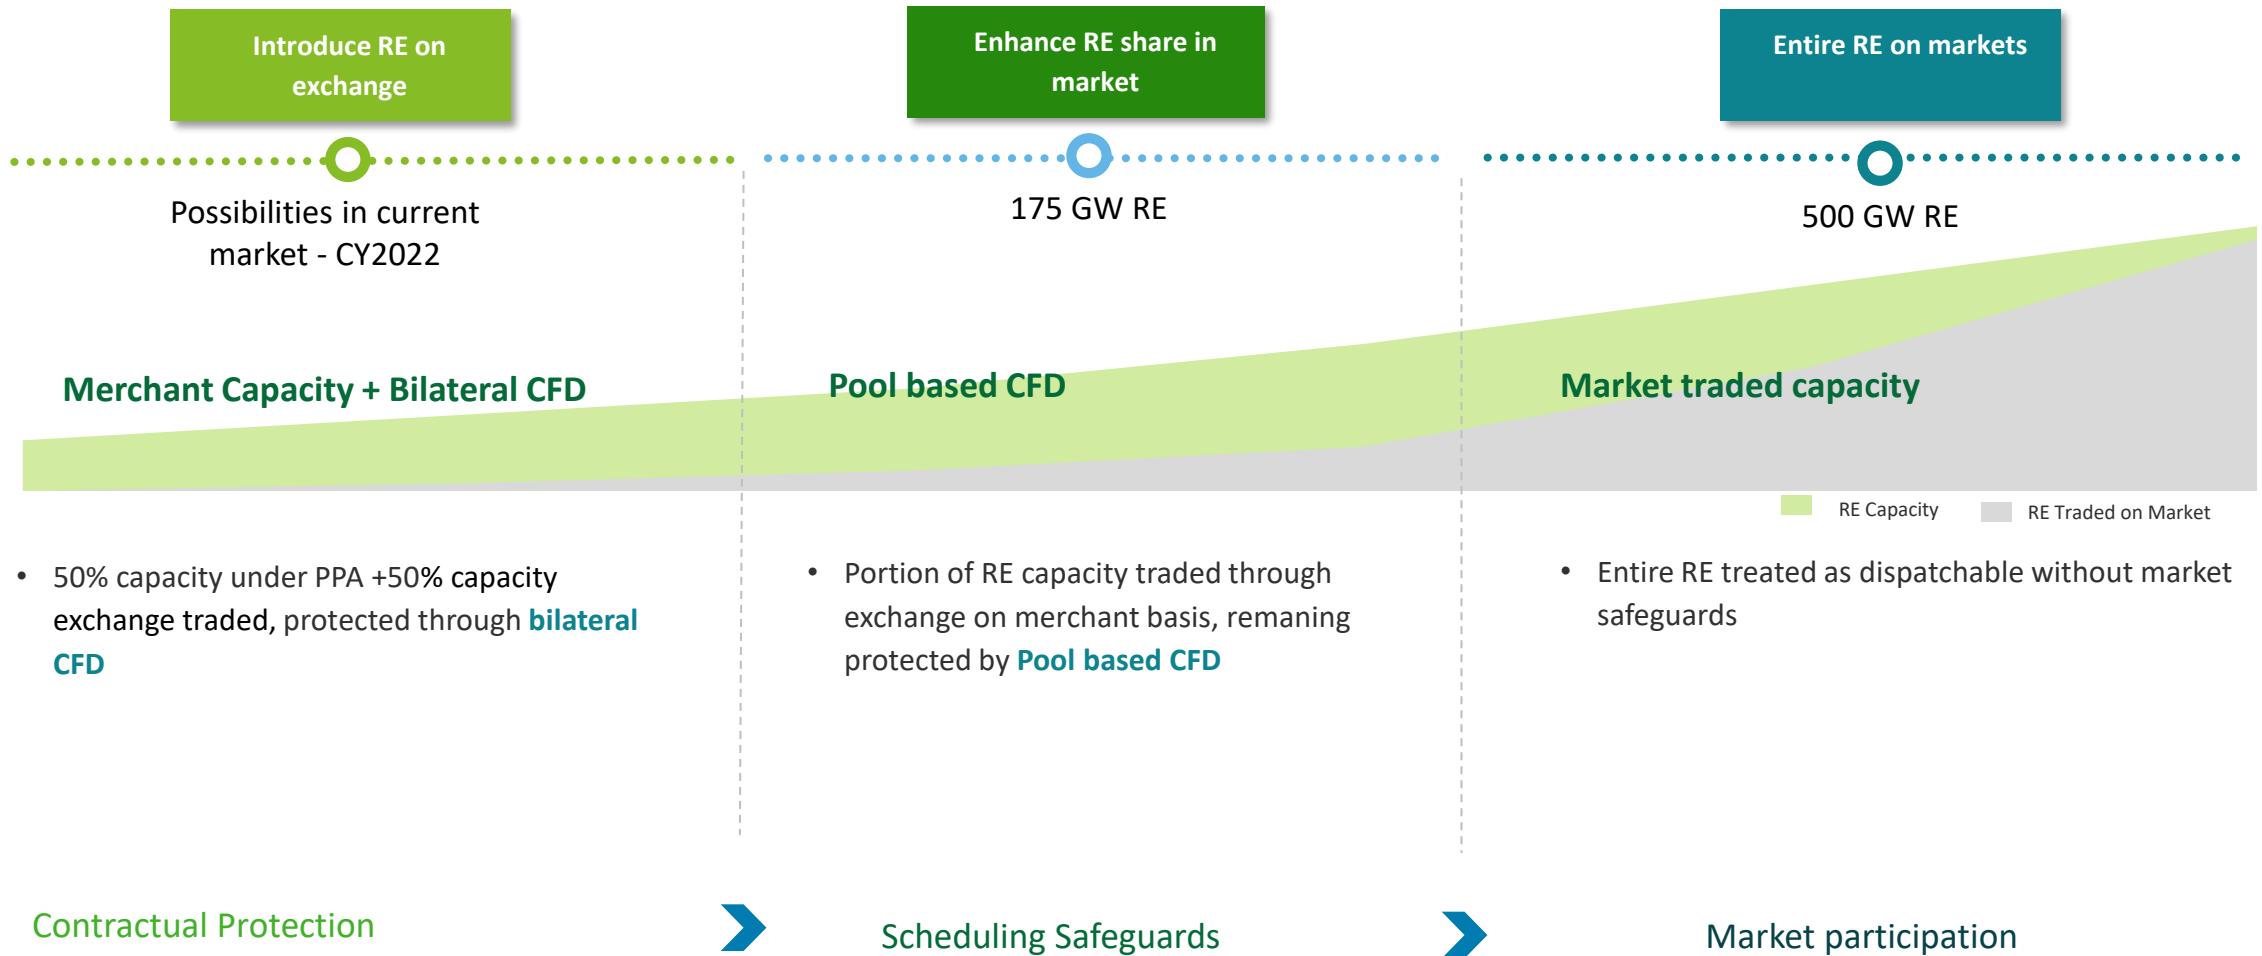 Introduce RE on
exchange
Enhance RE share in
market
Entire RE on markets
Possibilities in current
market - CY2022
175 GW RE
500 GW RE
Merchant Capacity + Bilateral CFD
Pool based CFD
Market traded capacity
RE Capacity
RE Traded on Market
• 50% capacity under PPA +50% capacity
exchange traded, protected through bilateral
CFD
• Portion of RE capacity traded through
exchange on merchant basis, remaning
protected by Pool based CFD
• Entire RE treated as dispatchable without market
safeguards
Contractual Protection
Scheduling Safeguards
Market participation